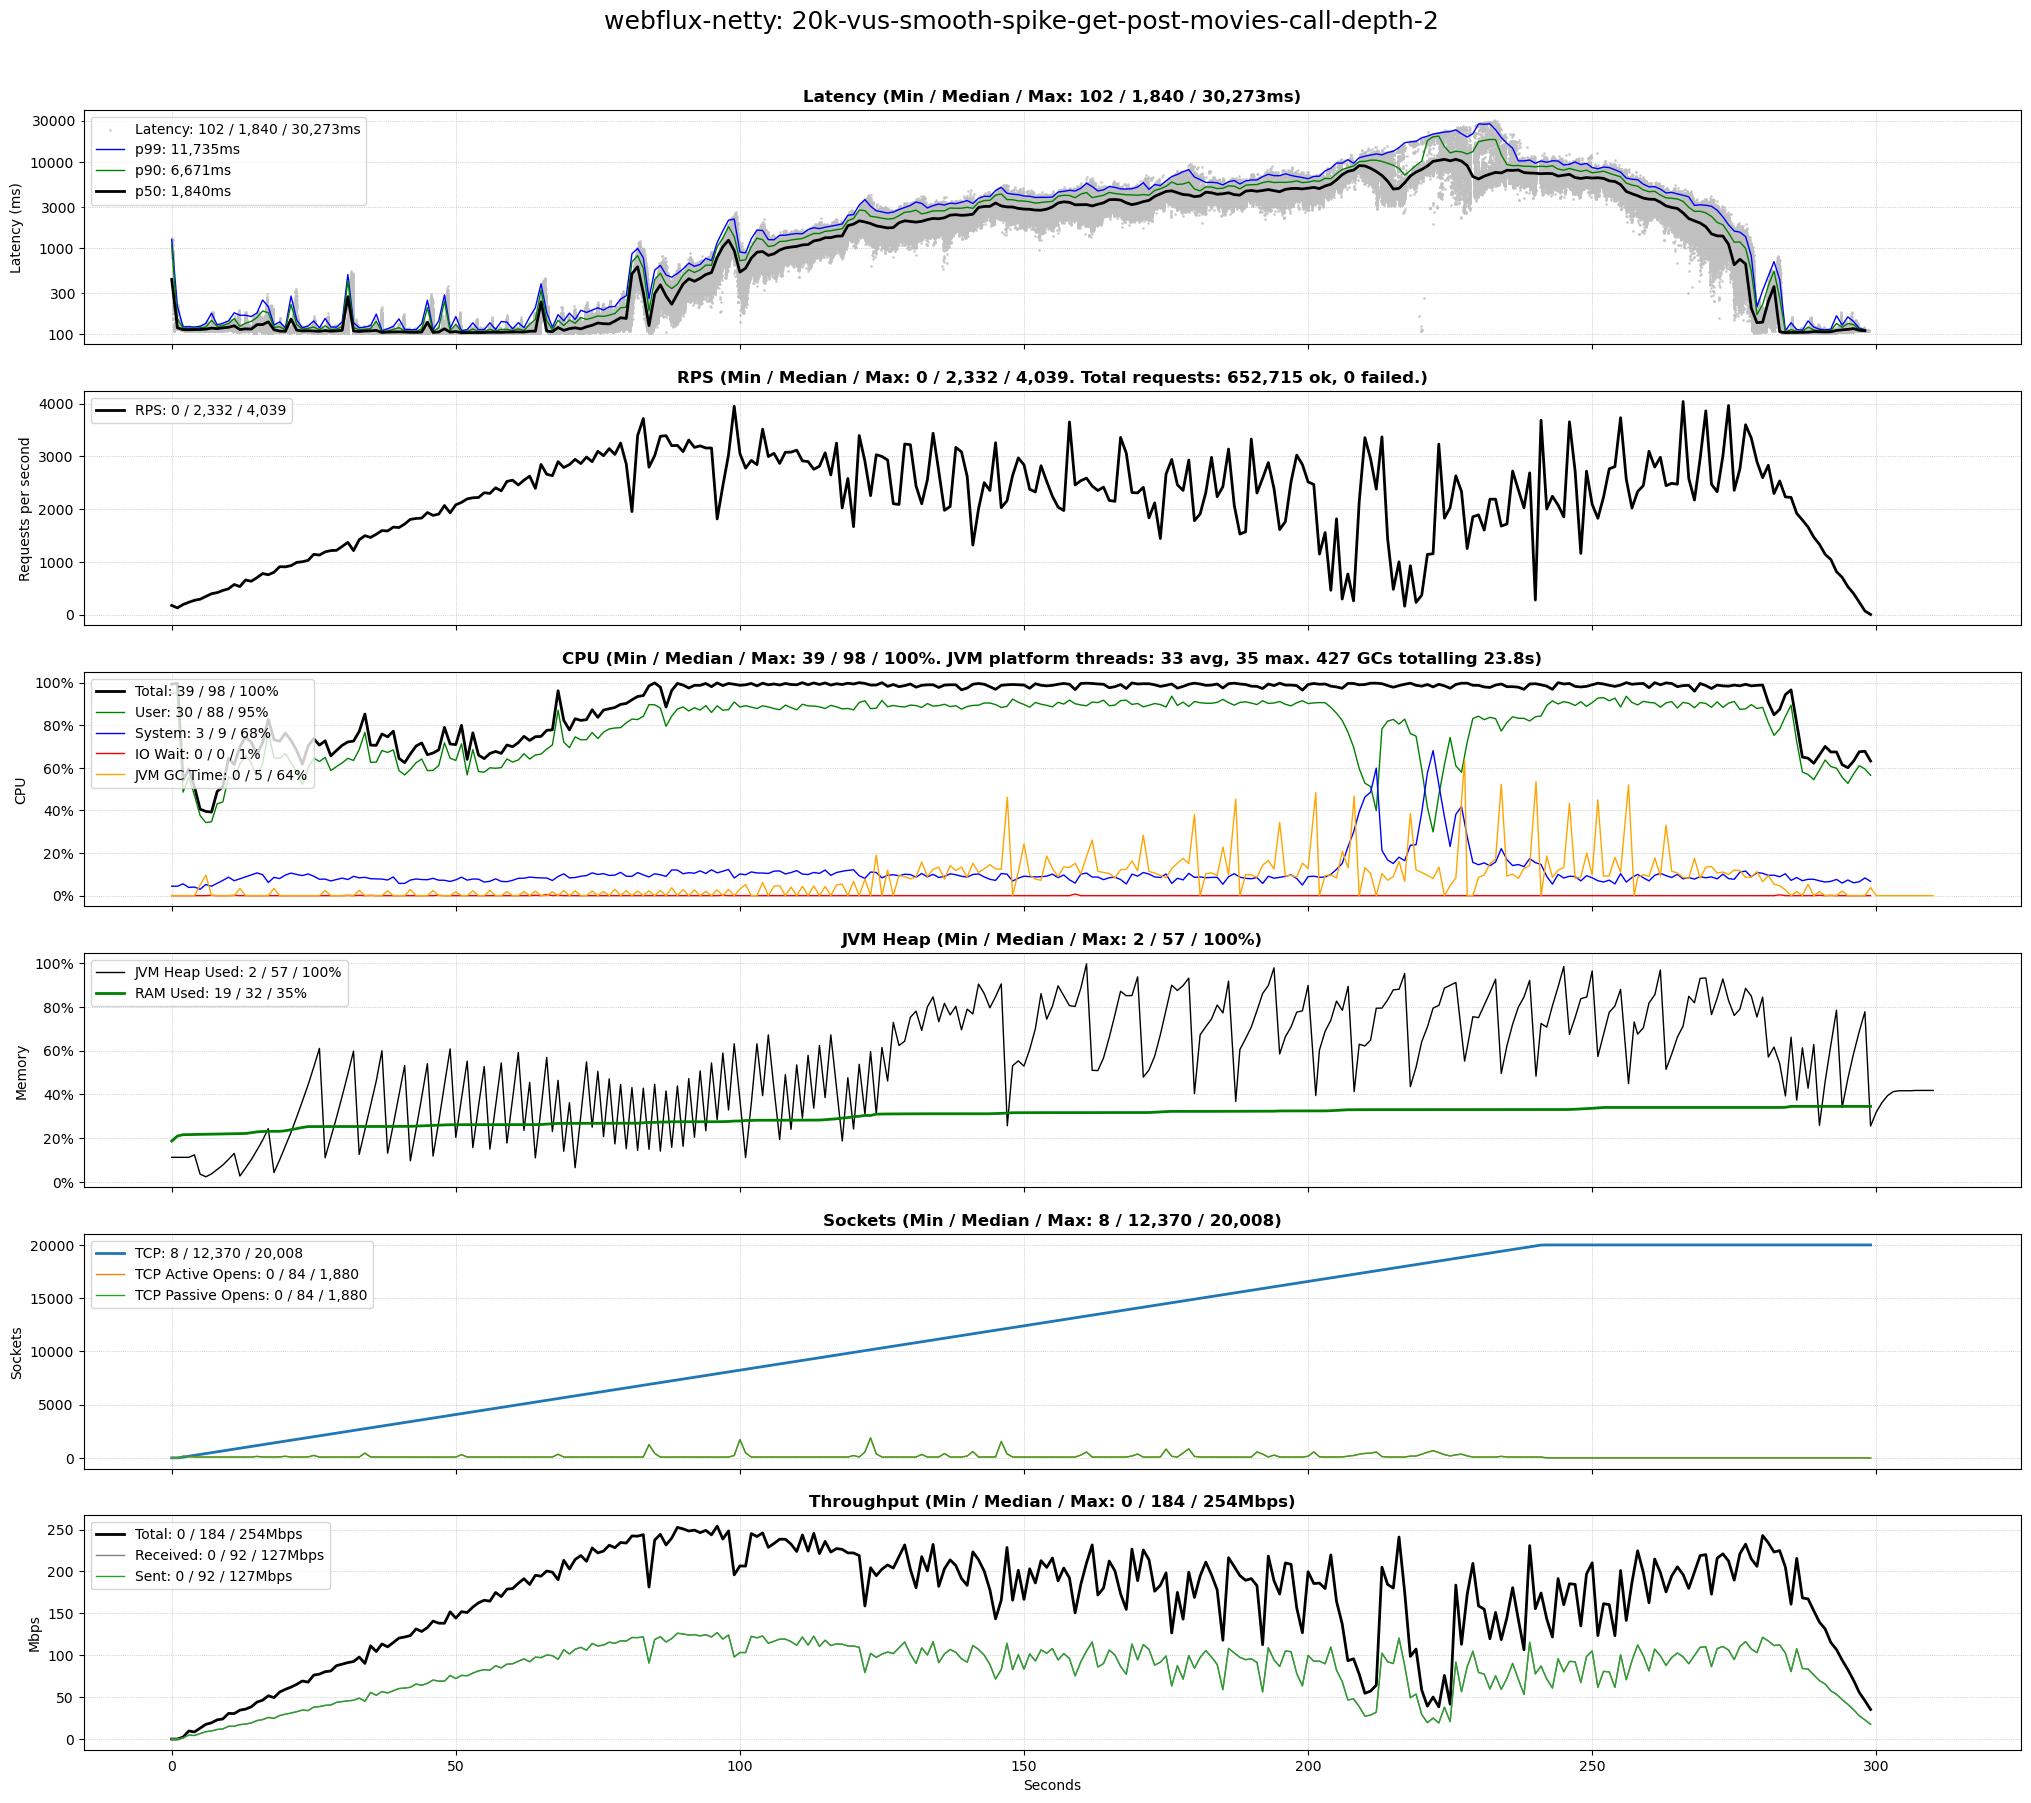 webflux-netty: 20k-vus-smooth-spike-get-post-movies-call-depth-2
Latency (Min / Median / Max: 102 / 1,840 / 30,273ms)
Latency (ms)
30000
10000
3000
1000
300
100
Latency: 102 / 1,840 / 30,273ms
p99: 11,735ms
p90: 6,671ms
p50: 1,840ms
RPS (Min / Median / Max: 0 / 2,332 / 4,039. Total requests: 652,715 ok, 0 failed.)
Requests per second
4000
3000
2000
1000
0
RPS: 0 / 2,332 / 4,039
CPU (Min / Median / Max: 39 / 98 / 100%. JVM platform threads: 33 avg, 35 max. 427 GCs totalling 23.8s)
CPU
100%
80%
60%
40%
20%
0%
Total: 39 / 98 / 100%
User: 30 / 88 / 95%
System: 3 / 9 / 68%
IO Wait: 0 / 0 / 1%
JVM GC Time: 0 / 5 / 64%
JVM Heap (Min / Median / Max: 2 / 57 / 100%)
Memory
100%
80%
60%
40%
20%
0%
JVM Heap Used: 2 / 57 / 100%
RAM Used: 19 / 32 / 35%
Sockets (Min / Median / Max: 8 / 12,370 / 20,008)
Sockets
20000
15000
10000
5000
0
TCP: 8 / 12,370 / 20,008
TCP Active Opens: 0 / 84 / 1,880
TCP Passive Opens: 0 / 84 / 1,880
Throughput (Min / Median / Max: 0 / 184 / 254Mbps)
Mbps
250
200
150
100
50
0
Total: 0 / 184 / 254Mbps
Received: 0 / 92 / 127Mbps
Sent: 0 / 92 / 127Mbps
0
50
100
150
200
250
300
Seconds